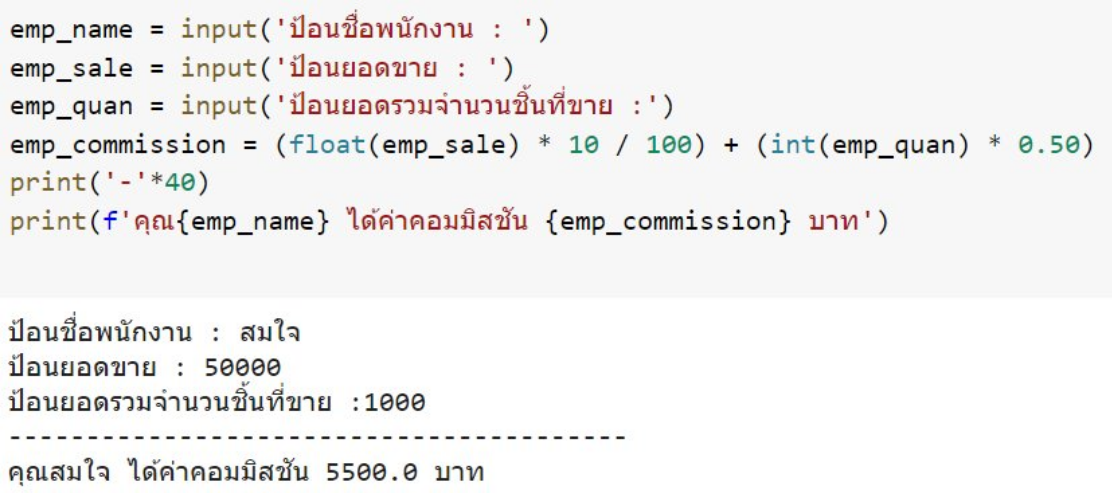 emp_name = input('ป้อนชื่อพนักงาน : ')
emp_sale = input('ป้อนยอดขาย : ')
emp_quan = input('ป้อนยอดรวมจำนวนชิ้นที่ขาย :')
emp_commission = (float(emp_sale) * 10 / 100) + (int(emp_quan) * 0.50)
print('-'*40)
print(f'คุณ{emp_name} ได้ค่าคอมมิสชัน {emp_commission} บาท')
ป้อนชื่อพนักงาน : สมใจ
ป้อนยอดขาย : 50000
ป้อนยอดรวมจำนวนชิ้นที่ขาย :1000
----------------------------------------
คุณสมใจ ได้ค่าคอมมิสชัน 5500.0 บาท